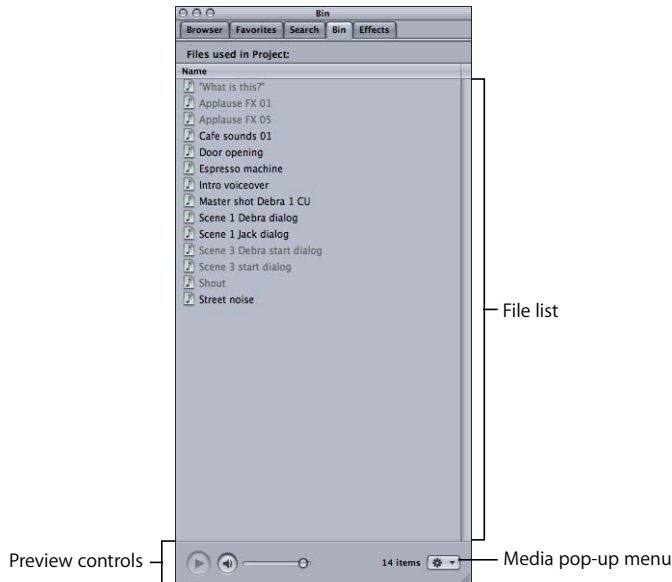 Bin
Browser Favorites Search Bin Effects
Files used in Project:
Name
"What is this?"
Applause FX 01
Applause FX 05
Cafe sounds 01
Door opening
Espresso machine
Intro voiceover
Master shot Debra 1 CU
Scene 1 Debra dialog
Scene 1 Jack dialog
Scene 3 Debra start dialog
Scene 3 start dialog
Shout
Street noise
File list
Preview controls
14 items
Media pop-up menu